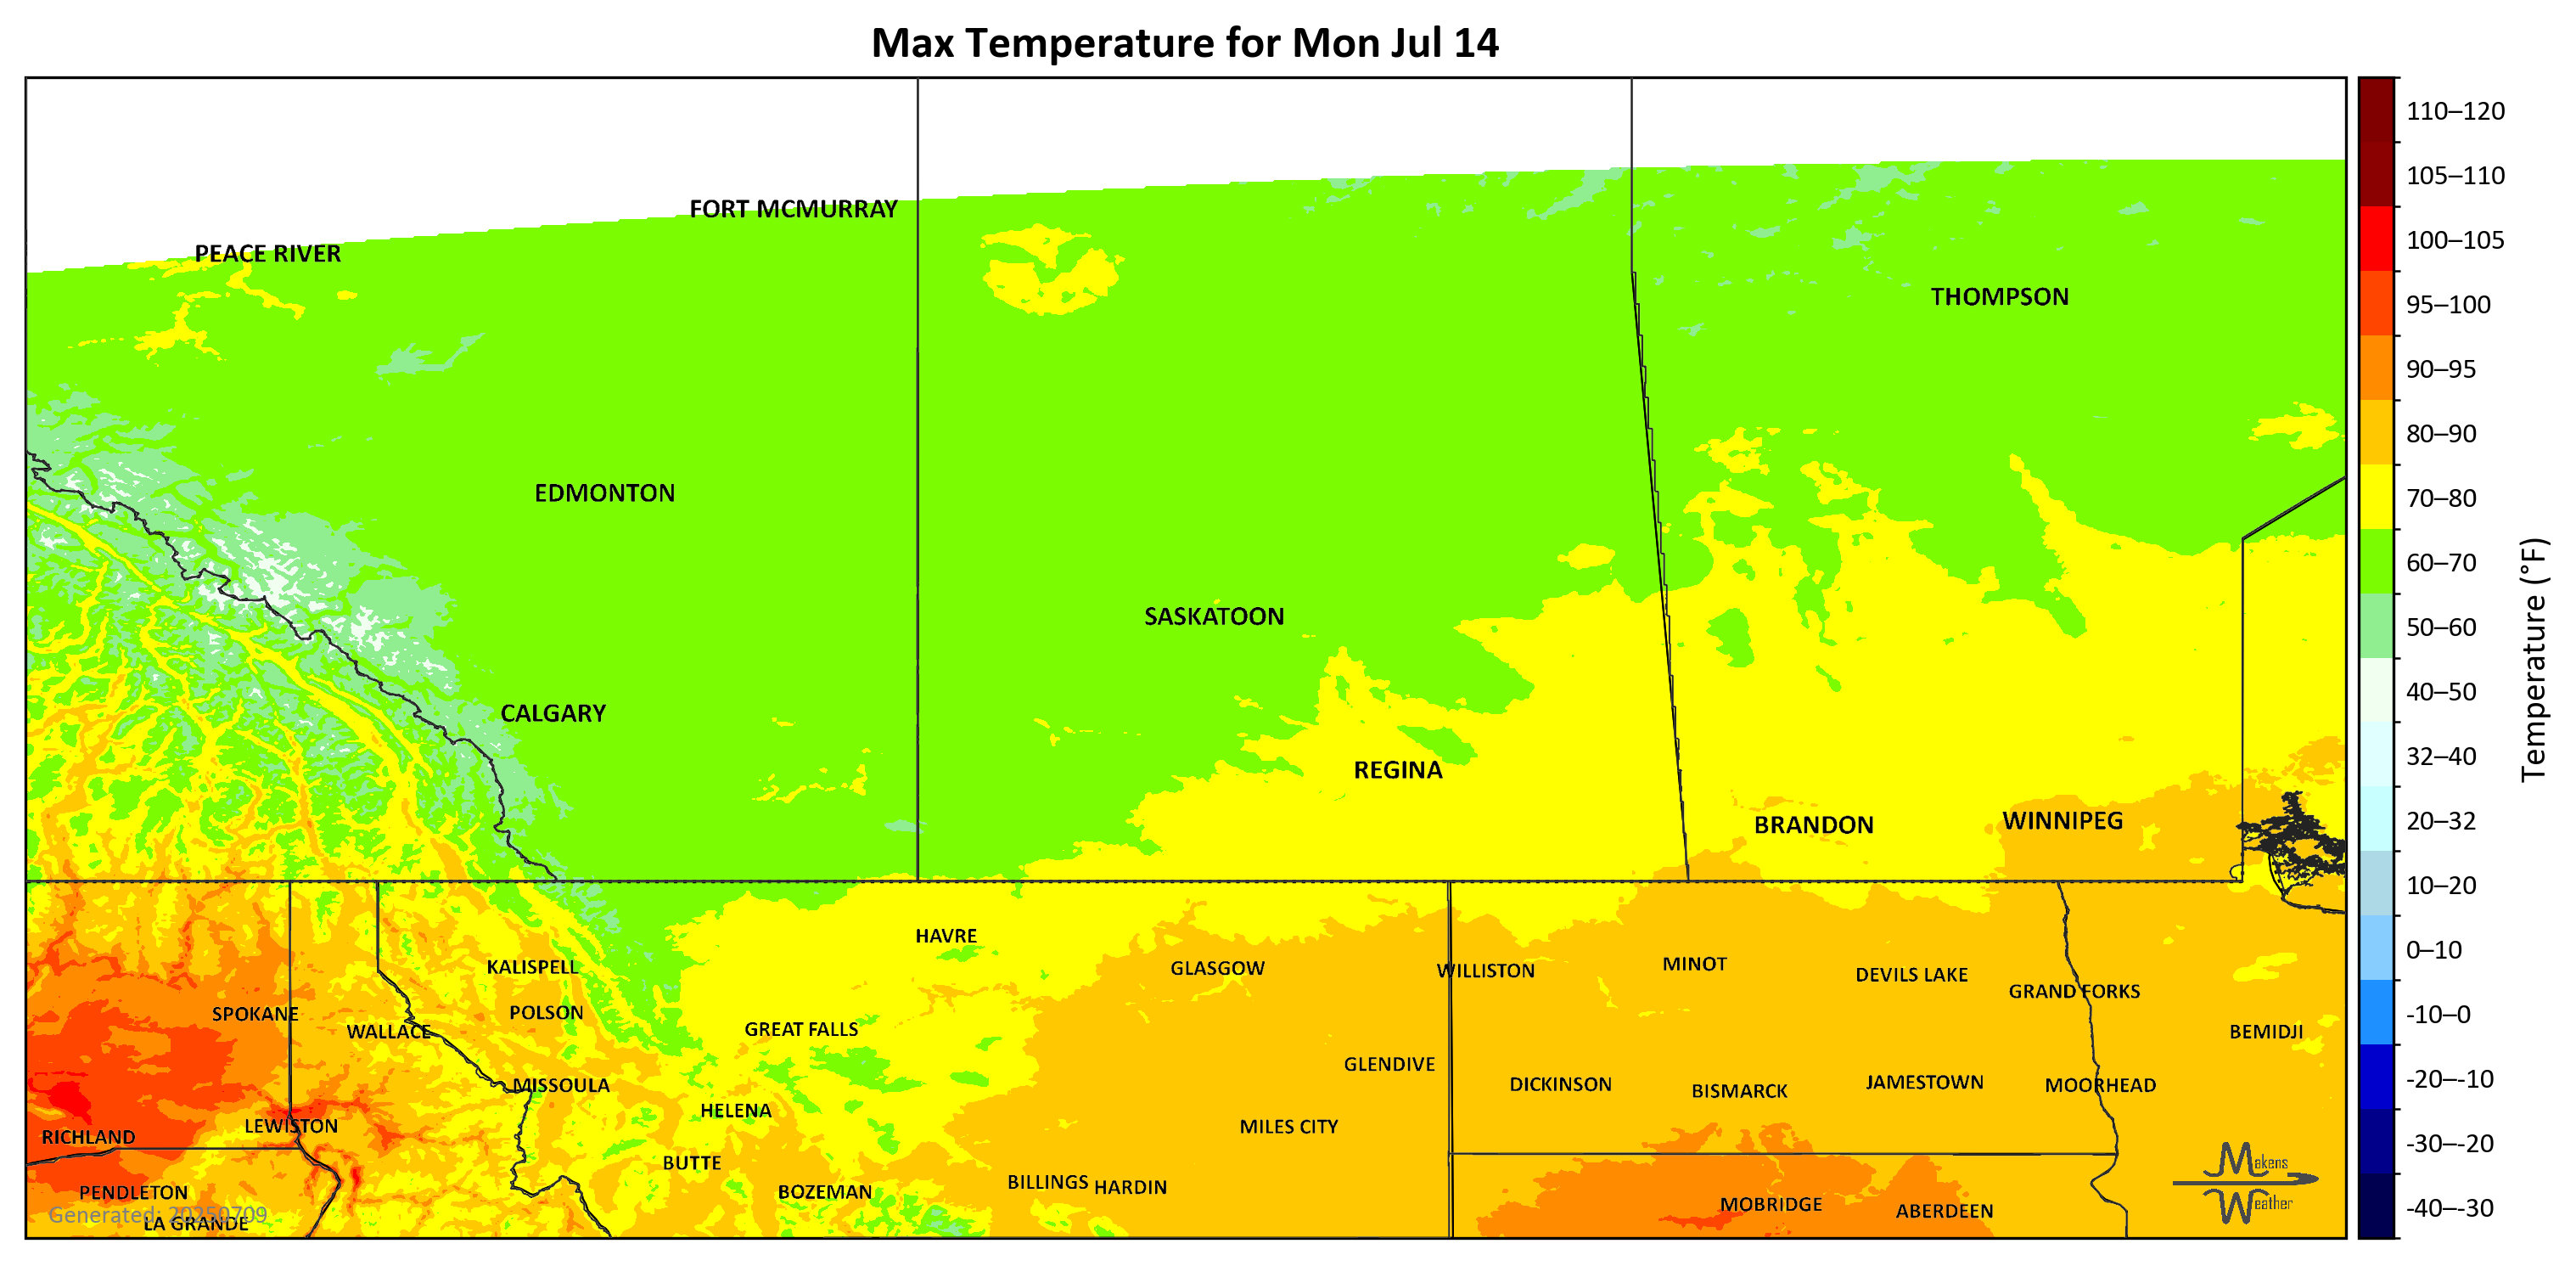 Max Temperature for Mon Jul 14
110–120
105–110
FORT MCMURRAY
100–105
PEACE RIVER
THOMPSON
95–100
90–95
80–90
EDMONTON
70–80
60–70
SASKATOON
50–60
Temperature (°F)
40–50
CALGARY
32–40
REGINA
20–32
BRANDON
WINNIPEG
10–20
HAVRE
0–10
KALISPELL
GLASGOW
WILLISTON
MINOT
DEVILS LAKE
GRAND FORKS
-10–0
SPOKANE
POLSON
WALLACE
GREAT FALLS
BEMIDJI
GLENDIVE
-20–-10
MISSOULA
DICKINSON
BISMARCK
JAMESTOWN
MOORHEAD
HELENA
LEWISTON
MILES CITY
RICHLAND
-30–-20
BUTTE
Makens
Weather
PENDLETON
BOZEMAN
BILLINGS
HARDIN
MOBRIDGE
ABERDEEN
-40–-30
Generated: 20250709
LA GRANDE